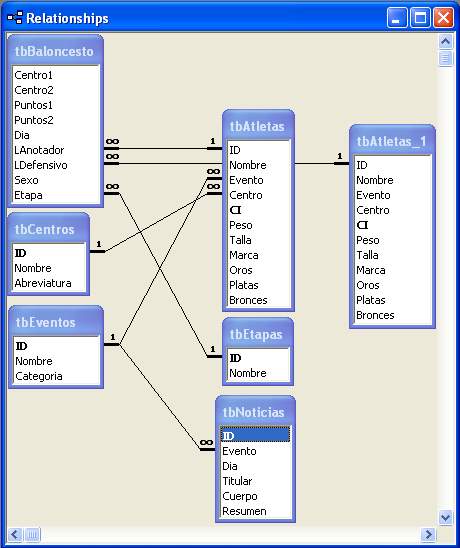 Relationships
tbBaloncesto
Centro1
Centro2
Puntos1
Puntos2
Dia
LAnotador
LDefensivo
Sexo
Etapa
∞
∞
∞
1
tbAtletas
ID
Nombre
Evento
Centro
CI
Peso
Talla
Marca
Oros
Platas
Bronces
∞
∞
1
tbAtletas_1
ID
Nombre
Evento
Centro
CI
Peso
Talla
Marca
Oros
Platas
Bronces
tbCentros
ID
Nombre
Abreviatura
1
tbEventos
ID
Nombre
Categoria
1
1
tbEtapas
ID
Nombre
∞
tbNoticias
ID
Evento
Dia
Titular
Cuerpo
Resumen